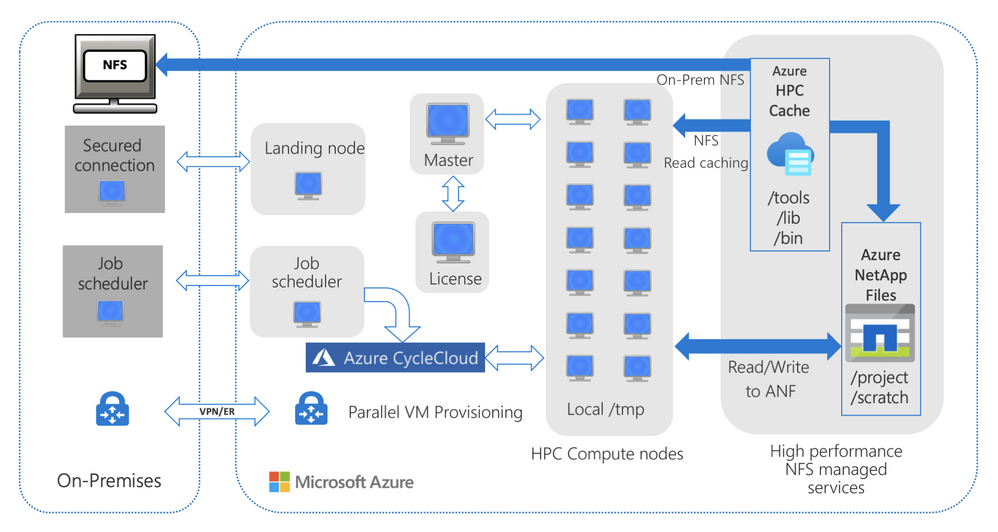 NFS
Secured
connection
Job
scheduler
VPN/ER
On-Premises
Landing node
Job
scheduler
Azure CycleCloud
Parallel VM Provisioning
Microsoft Azure
Master
License
Local /tmp
HPC Compute nodes
On-Prem NFS
NFS
Read caching
Read/Write
to ANF
Azure
HPC
Cache
/tools
/lib
/bin
Azure
NetApp
Files
/project
/scratch
High performance
NFS managed
services